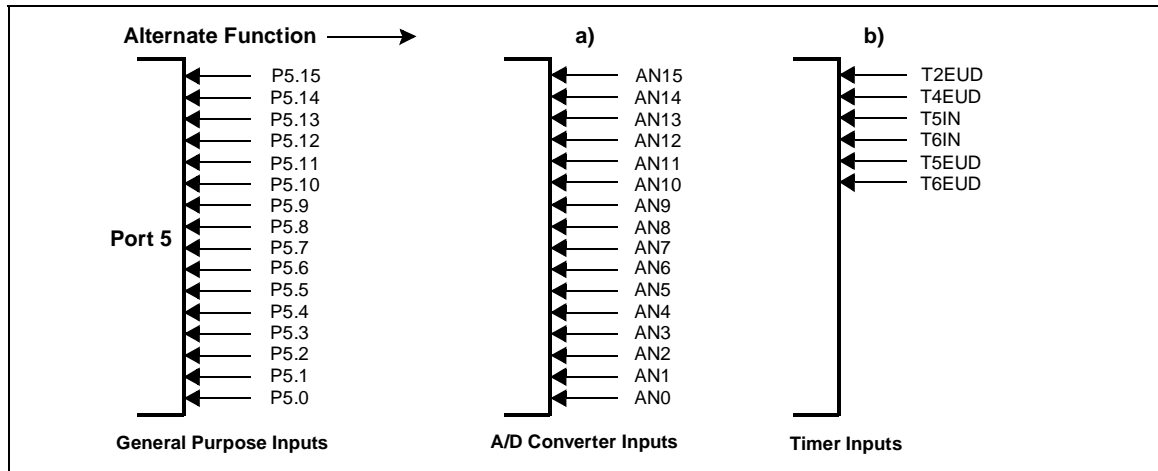 Alternate Function a) b)
P5.15 AN15 T2EUD
P5.14 AN14 T4EUD
P5.13 AN13 T5IN
P5.12 AN12 T6IN
P5.11 AN11 T5EUD
P5.10 AN10 T6EUD
P5.9 AN9
P5.8 AN8
Port 5 P5.7 AN7
P5.6 AN6
P5.5 AN5
P5.4 AN4
P5.3 AN3
P5.2 AN2
P5.1 AN1
P5.0 AN0
General Purpose Inputs A/D Converter Inputs Timer Inputs